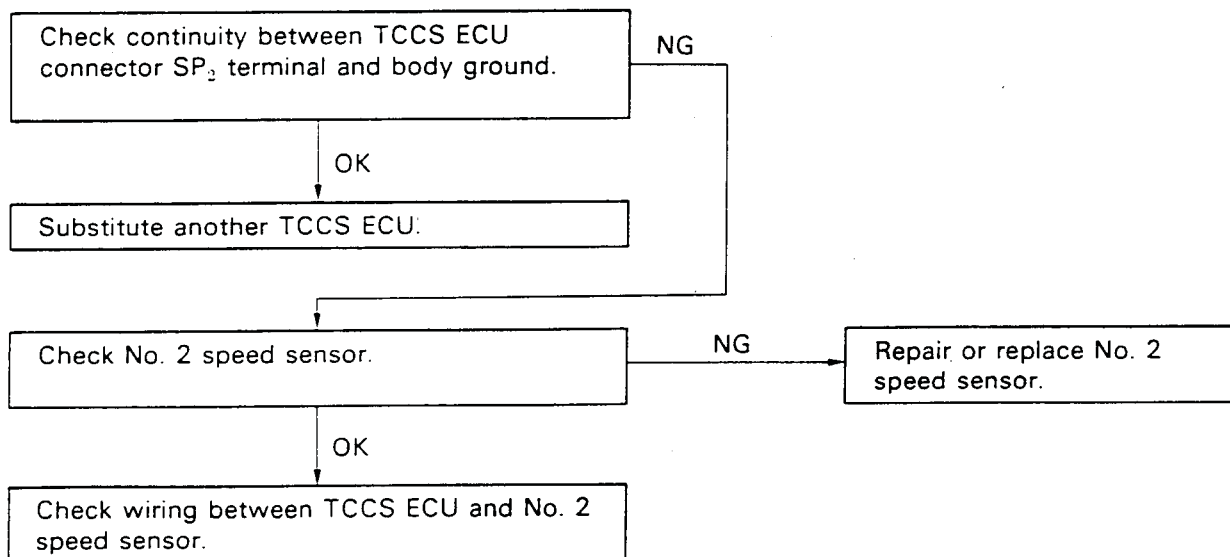 Check continuity between TCCS ECU
connector SP₂ terminal and body ground.
NG
OK
Substitute another TCCS ECU.
Check No. 2 speed sensor.
NG
Repair or replace No. 2
speed sensor.
OK
Check wiring between TCCS ECU and No. 2
speed sensor.